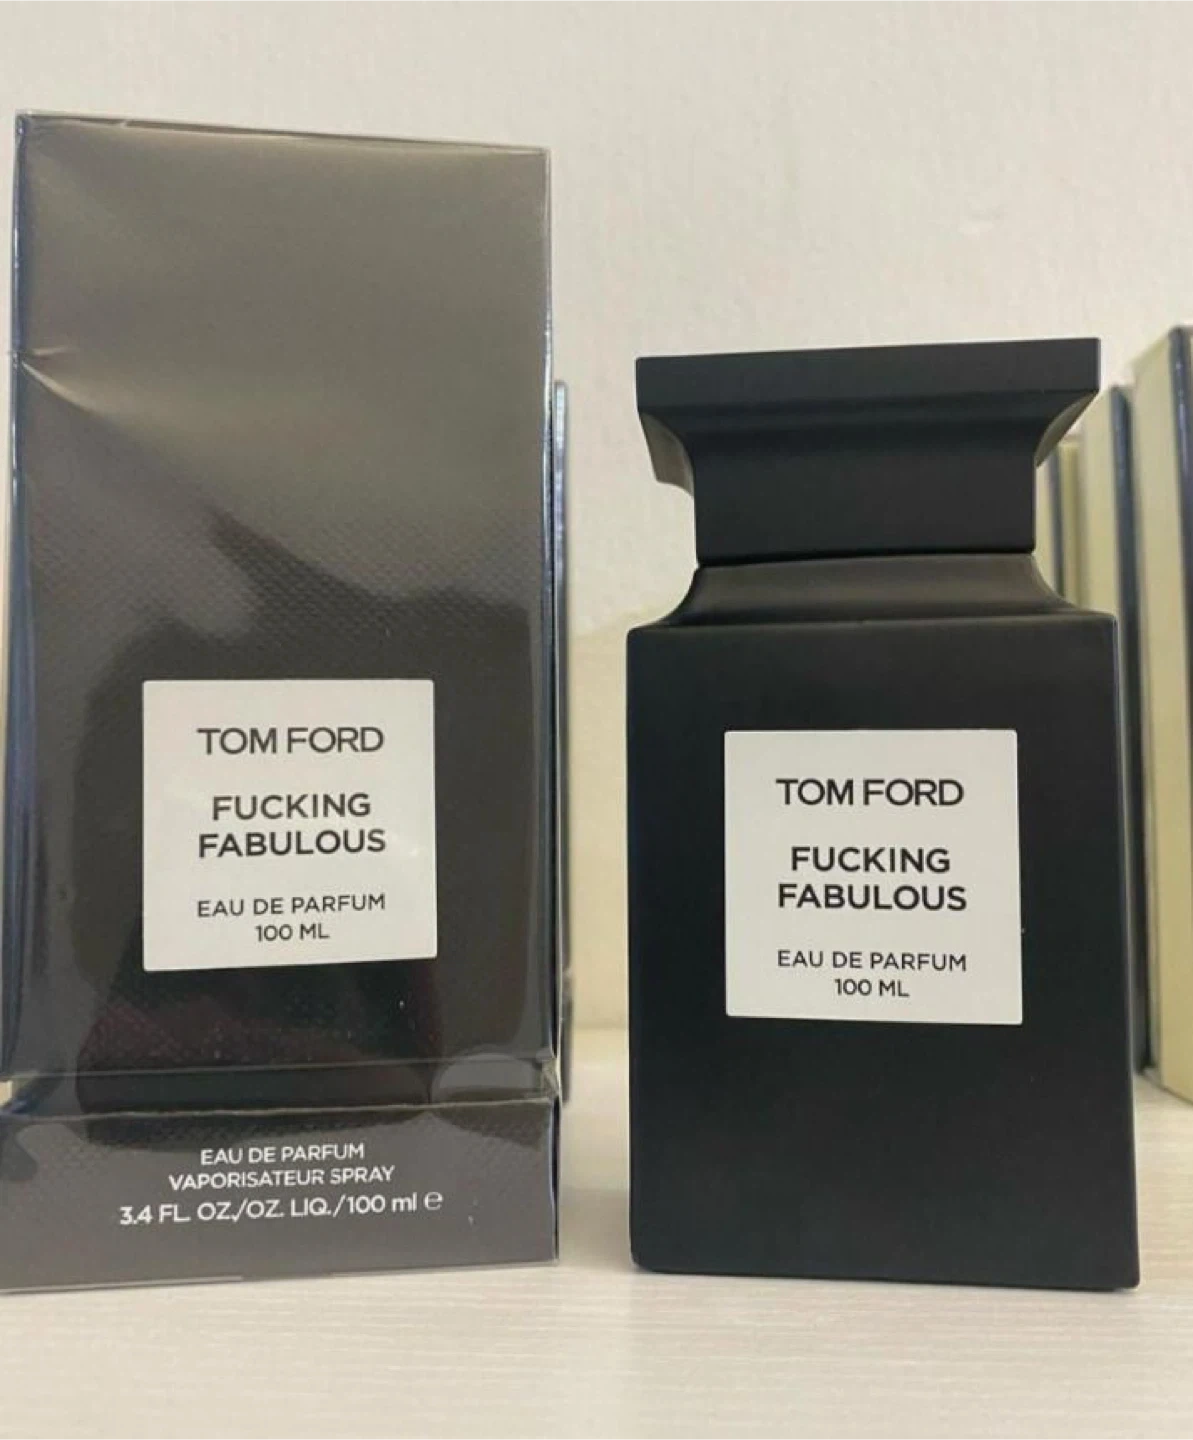 TOM FORD
FUCKING
FABULOUS
EAU DE PARFUM
100 ML
EAU DE PARFUM
VAPORISATEUR SPRAY
3.4 FL. OZ./OZ. LIQ./100 ml ℮
TOM FORD
FUCKING
FABULOUS
EAU DE PARFUM
100 ML